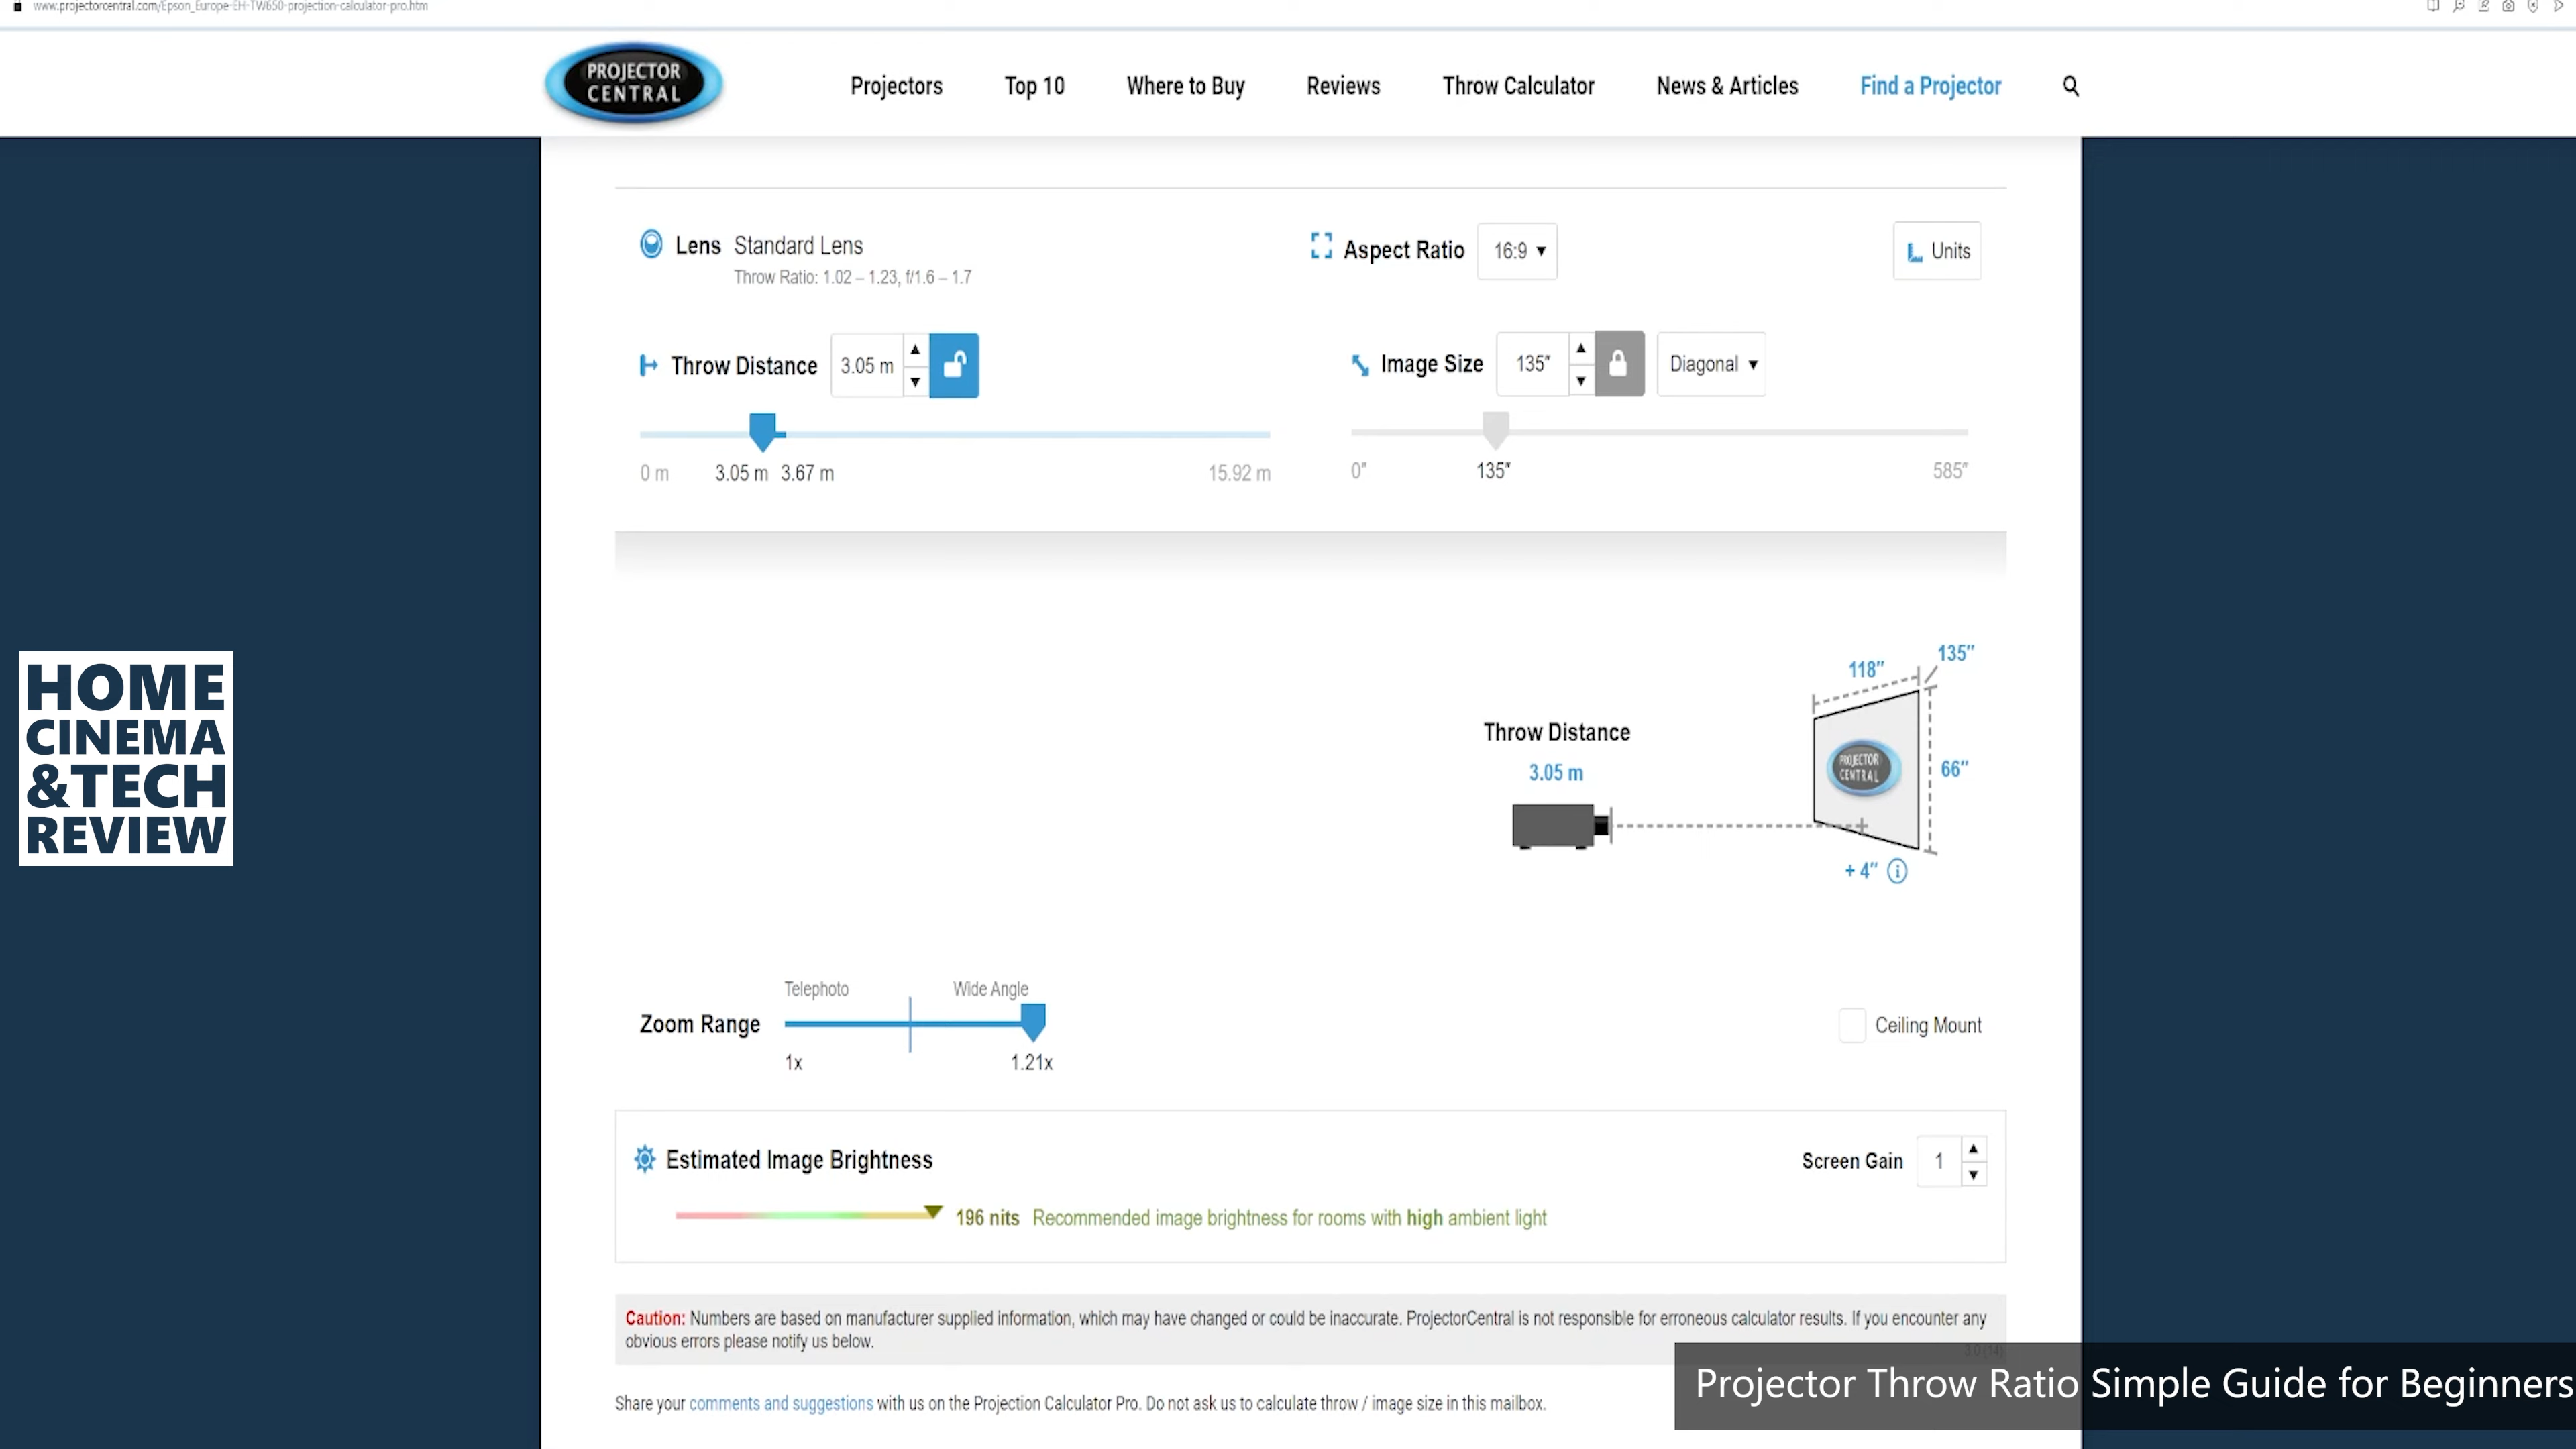 www.projectorcentral.com/Epson_Europe-EH-TW650-projection-calculator-pro.htm
PROJECTOR
CENTRAL
Projectors Top 10 Where to Buy Reviews Throw Calculator News & Articles Find a Projector
Lens Standard Lens
Throw Ratio: 1.02 – 1.23, f/1.6 – 1.7
Aspect Ratio 16:9 ▾
Units
Throw Distance 3.05 m
Image Size 135″ Diagonal ▾
0 m 3.05 m 3.67 m 15.92 m
0″ 135″ 585″
HOME
CINEMA
&TECH
REVIEW
118″ 135″
Throw Distance
3.05 m
PROJECTOR
CENTRAL
66″
+ 4″
Telephoto Wide Angle
Zoom Range
1x 1.21x
Ceiling Mount
Estimated Image Brightness
Screen Gain 1
196 nits Recommended image brightness for rooms with high ambient light
Caution: Numbers are based on manufacturer supplied information, which may have changed or could be inaccurate. ProjectorCentral is not responsible for erroneous calculator results. If you encounter any
obvious errors please notify us below.
Share your comments and suggestions with us on the Projection Calculator Pro. Do not ask us to calculate throw / image size in this mailbox.
Projector Throw Ratio Simple Guide for Beginners